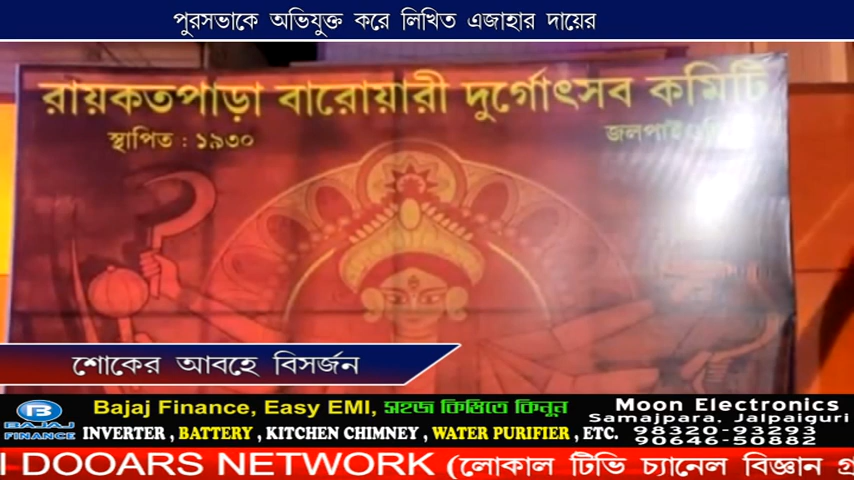 পুরসভাকে অভিযুক্ত করে লিখিত এজাহার দায়ের
রায়কতপাড়া বারোয়ারী দুর্গোৎসব কমিটি
স্থাপিত : ১৯৩০
শোকের আবহে বিসর্জন
BAJAJ FINANCE
Bajaj Finance, Easy EMI, সহজ কিস্তিতে কিনুন
INVERTER , BATTERY , KITCHEN CHIMNEY , WATER PURIFIER , ETC.
Moon Electronics
Samajpara, Jalpaiguri
98320-93293
90646-50882
DOOARS NETWORK (লোকাল টিভি চ্যানেল বিজ্ঞান